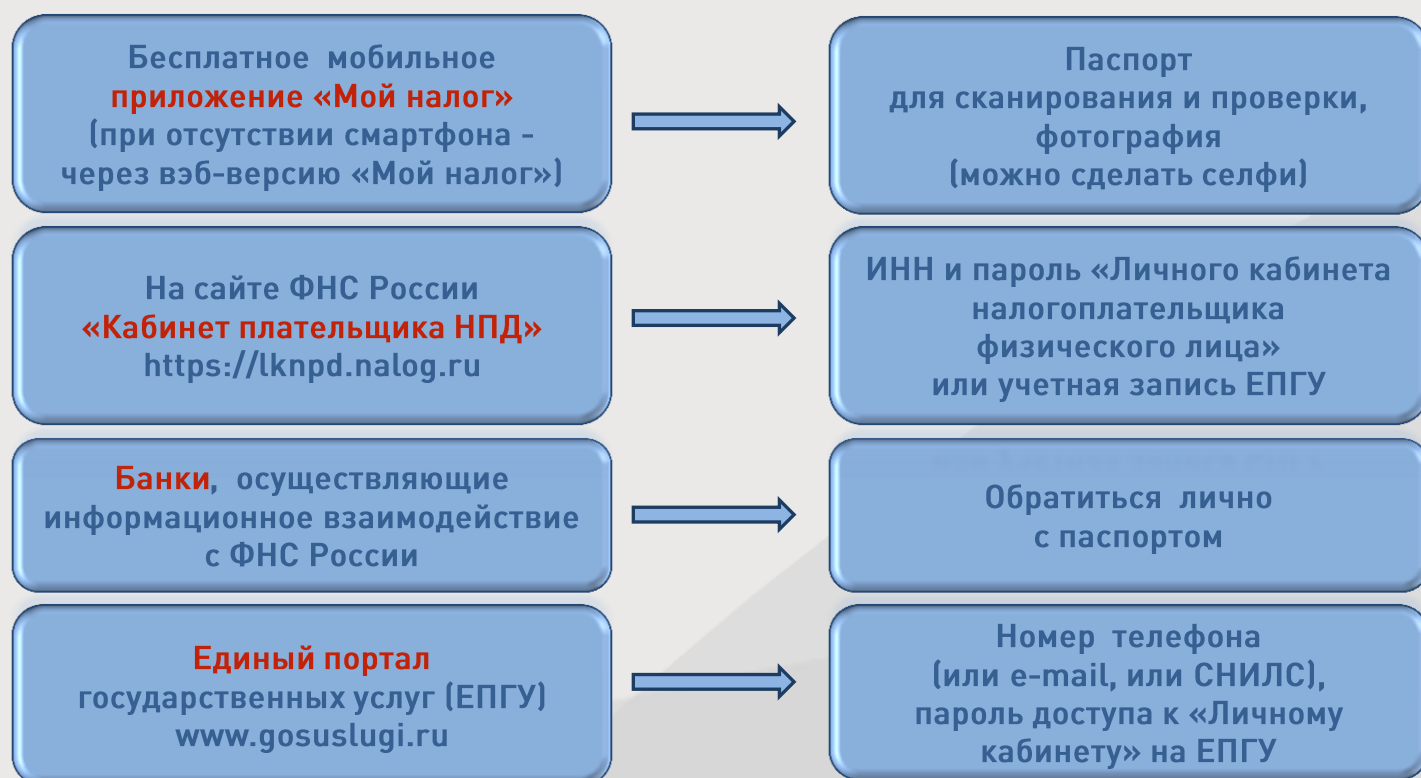 Бесплатное мобильное
приложение «Мой налог»
(при отсутствии смартфона -
через вэб-версию «Мой налог»)
Паспорт
для сканирования и проверки,
фотография
(можно сделать селфи)
На сайте ФНС России
«Кабинет плательщика НПД»
https://lknpd.nalog.ru
ИНН и пароль «Личного кабинета
налогоплательщика
физического лица»
или учетная запись ЕПГУ
Банки, осуществляющие
информационное взаимодействие
с ФНС России
Обратиться лично
с паспортом
Единый портал
государственных услуг (ЕПГУ)
www.gosuslugi.ru
Номер телефона
(или e-mail, или СНИЛС),
пароль доступа к «Личному
кабинету» на ЕПГУ